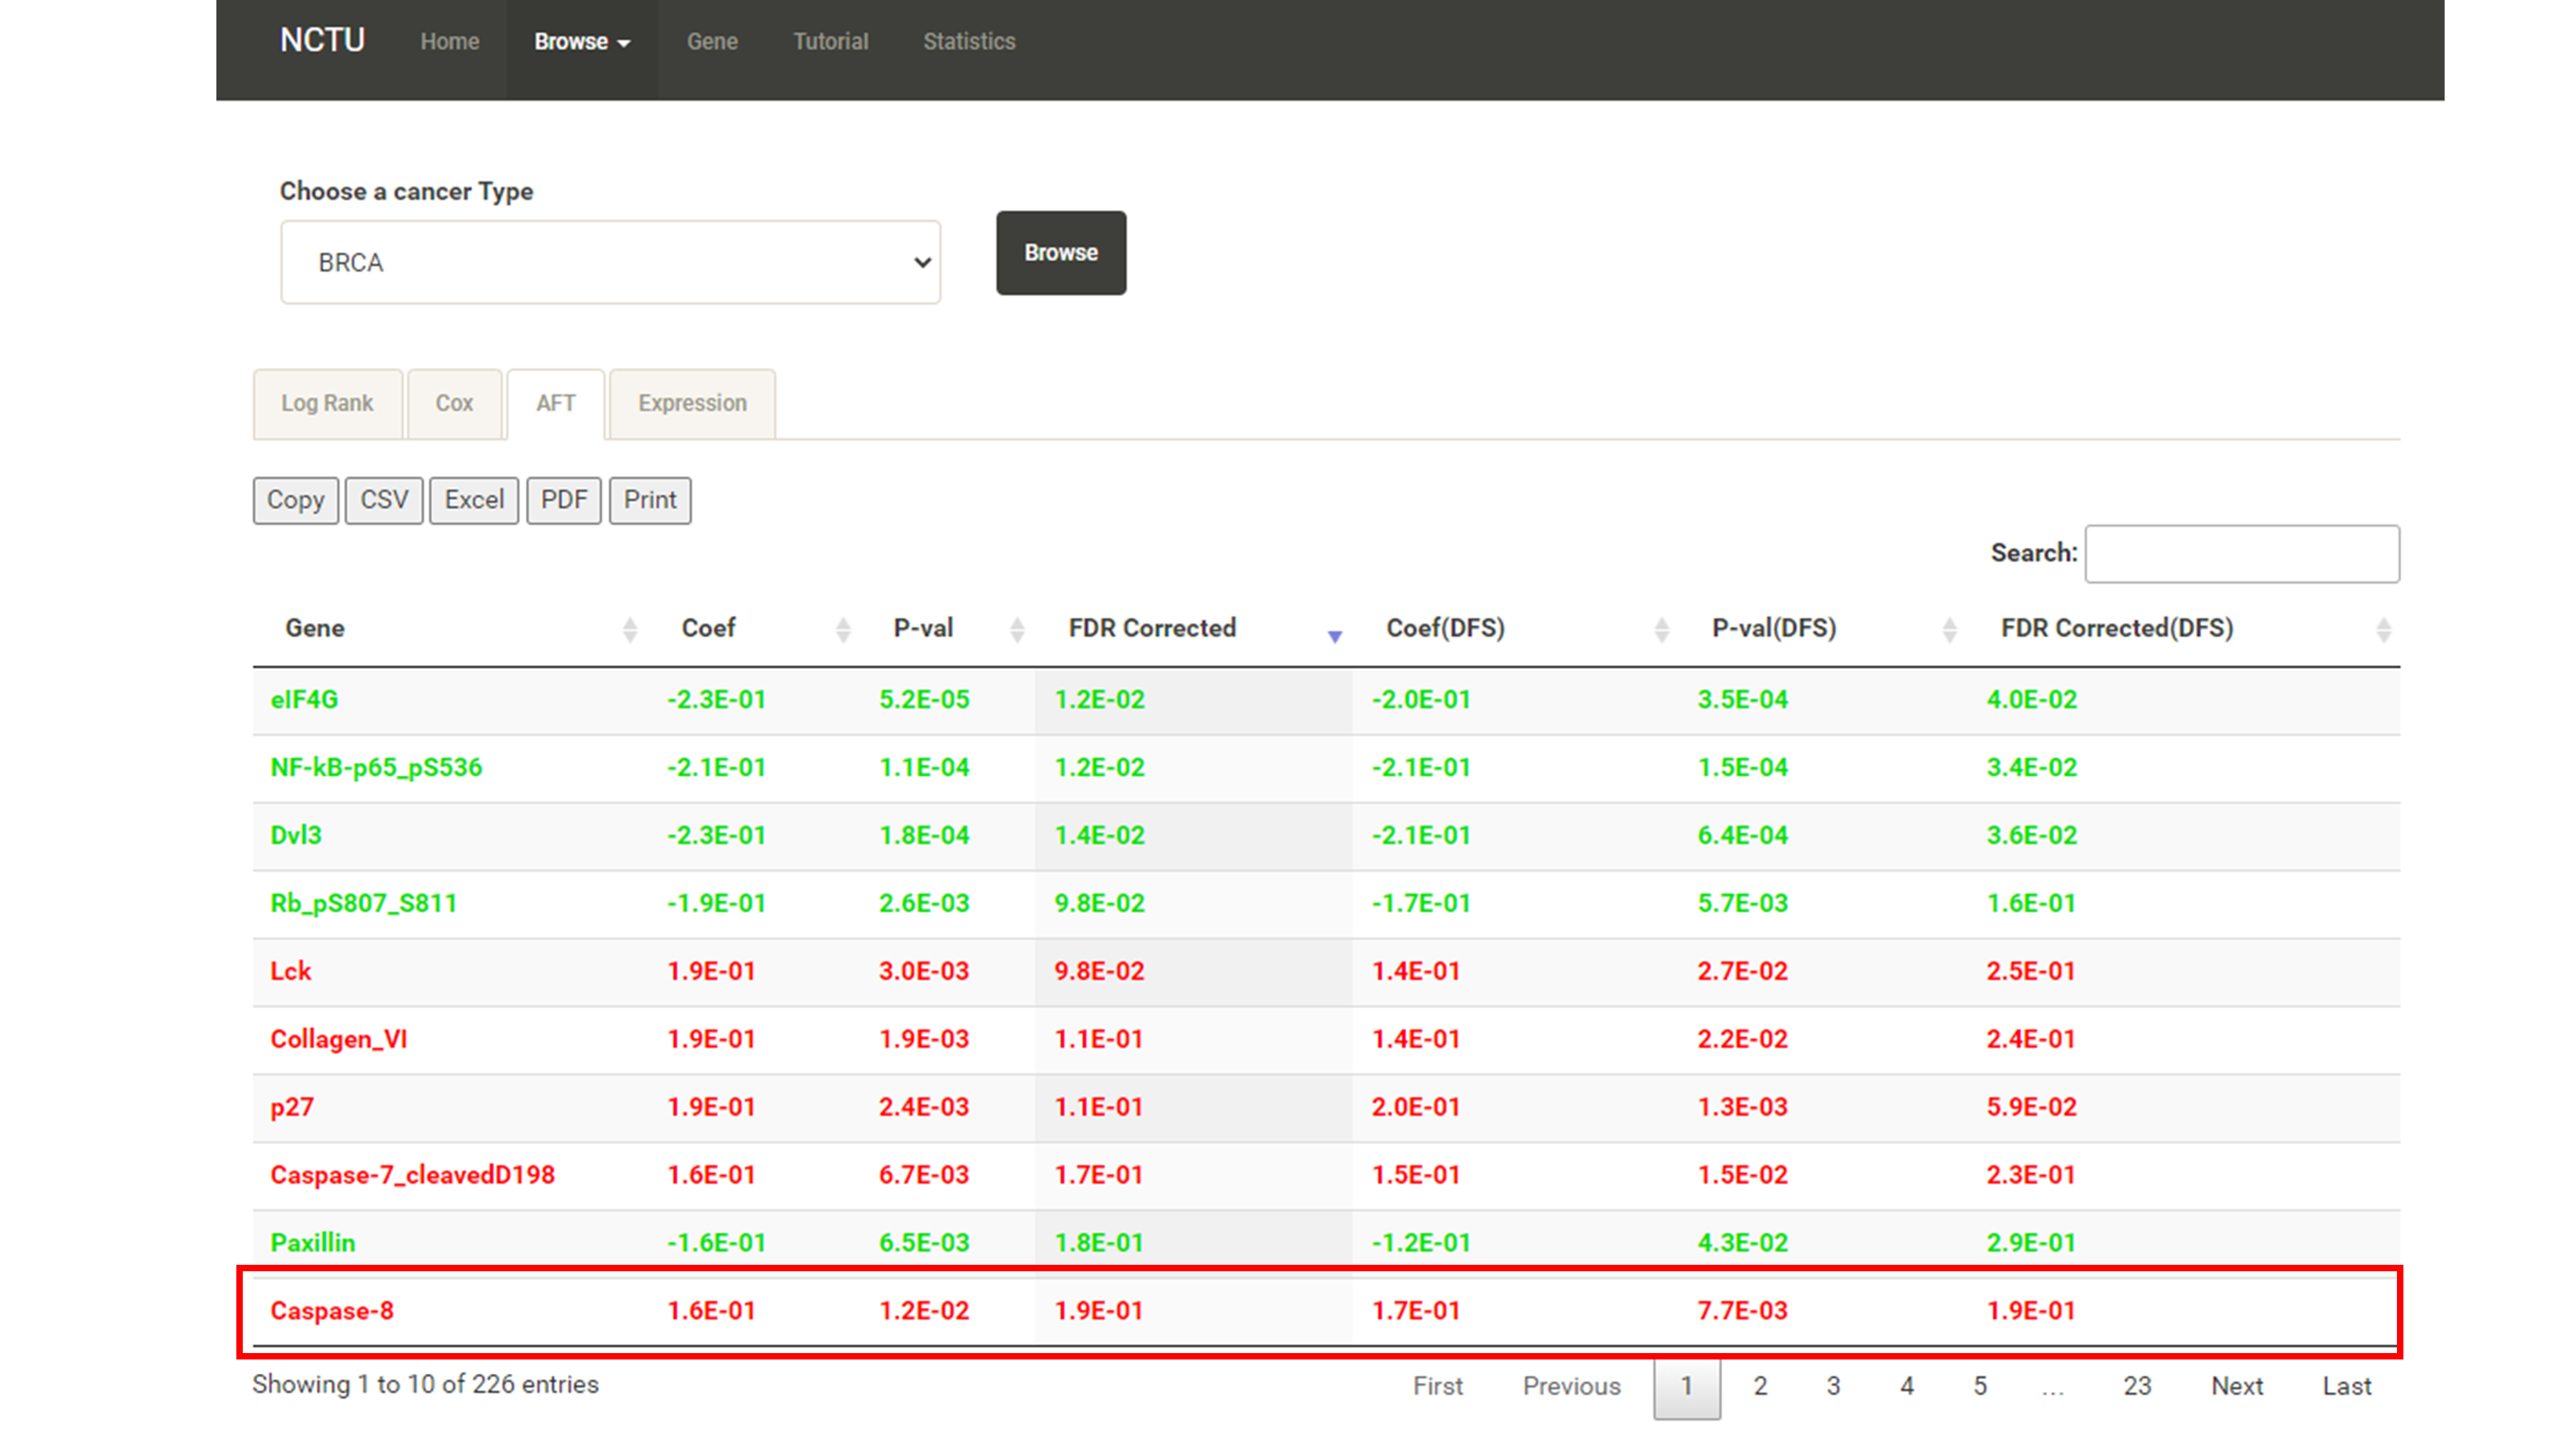 NCTU Home Browse Gene Tutorial Statistics
Choose a cancer Type
BRCA Browse
Log Rank Cox AFT Expression
Copy CSV Excel PDF Print
Search:
Gene Coef P-val FDR Corrected Coef(DFS) P-val(DFS) FDR Corrected(DFS)
eIF4G -2.3E-01 5.2E-05 1.2E-02 -2.0E-01 3.5E-04 4.0E-02
NF-kB-p65_pS536 -2.1E-01 1.1E-04 1.2E-02 -2.1E-01 1.5E-04 3.4E-02
Dvl3 -2.3E-01 1.8E-04 1.4E-02 -2.1E-01 6.4E-04 3.6E-02
Rb_pS807_S811 -1.9E-01 2.6E-03 9.8E-02 -1.7E-01 5.7E-03 1.6E-01
Lck 1.9E-01 3.0E-03 9.8E-02 1.4E-01 2.7E-02 2.5E-01
Collagen_VI 1.9E-01 1.9E-03 1.1E-01 1.4E-01 2.2E-02 2.4E-01
p27 1.9E-01 2.4E-03 1.1E-01 2.0E-01 1.3E-03 5.9E-02
Caspase-7_cleavedD198 1.6E-01 6.7E-03 1.7E-01 1.5E-01 1.5E-02 2.3E-01
Paxillin -1.6E-01 6.5E-03 1.8E-01 -1.2E-01 4.3E-02 2.9E-01
Caspase-8 1.6E-01 1.2E-02 1.9E-01 1.7E-01 7.7E-03 1.9E-01
Showing 1 to 10 of 226 entries First Previous 1 2 3 4 5 ... 23 Next Last